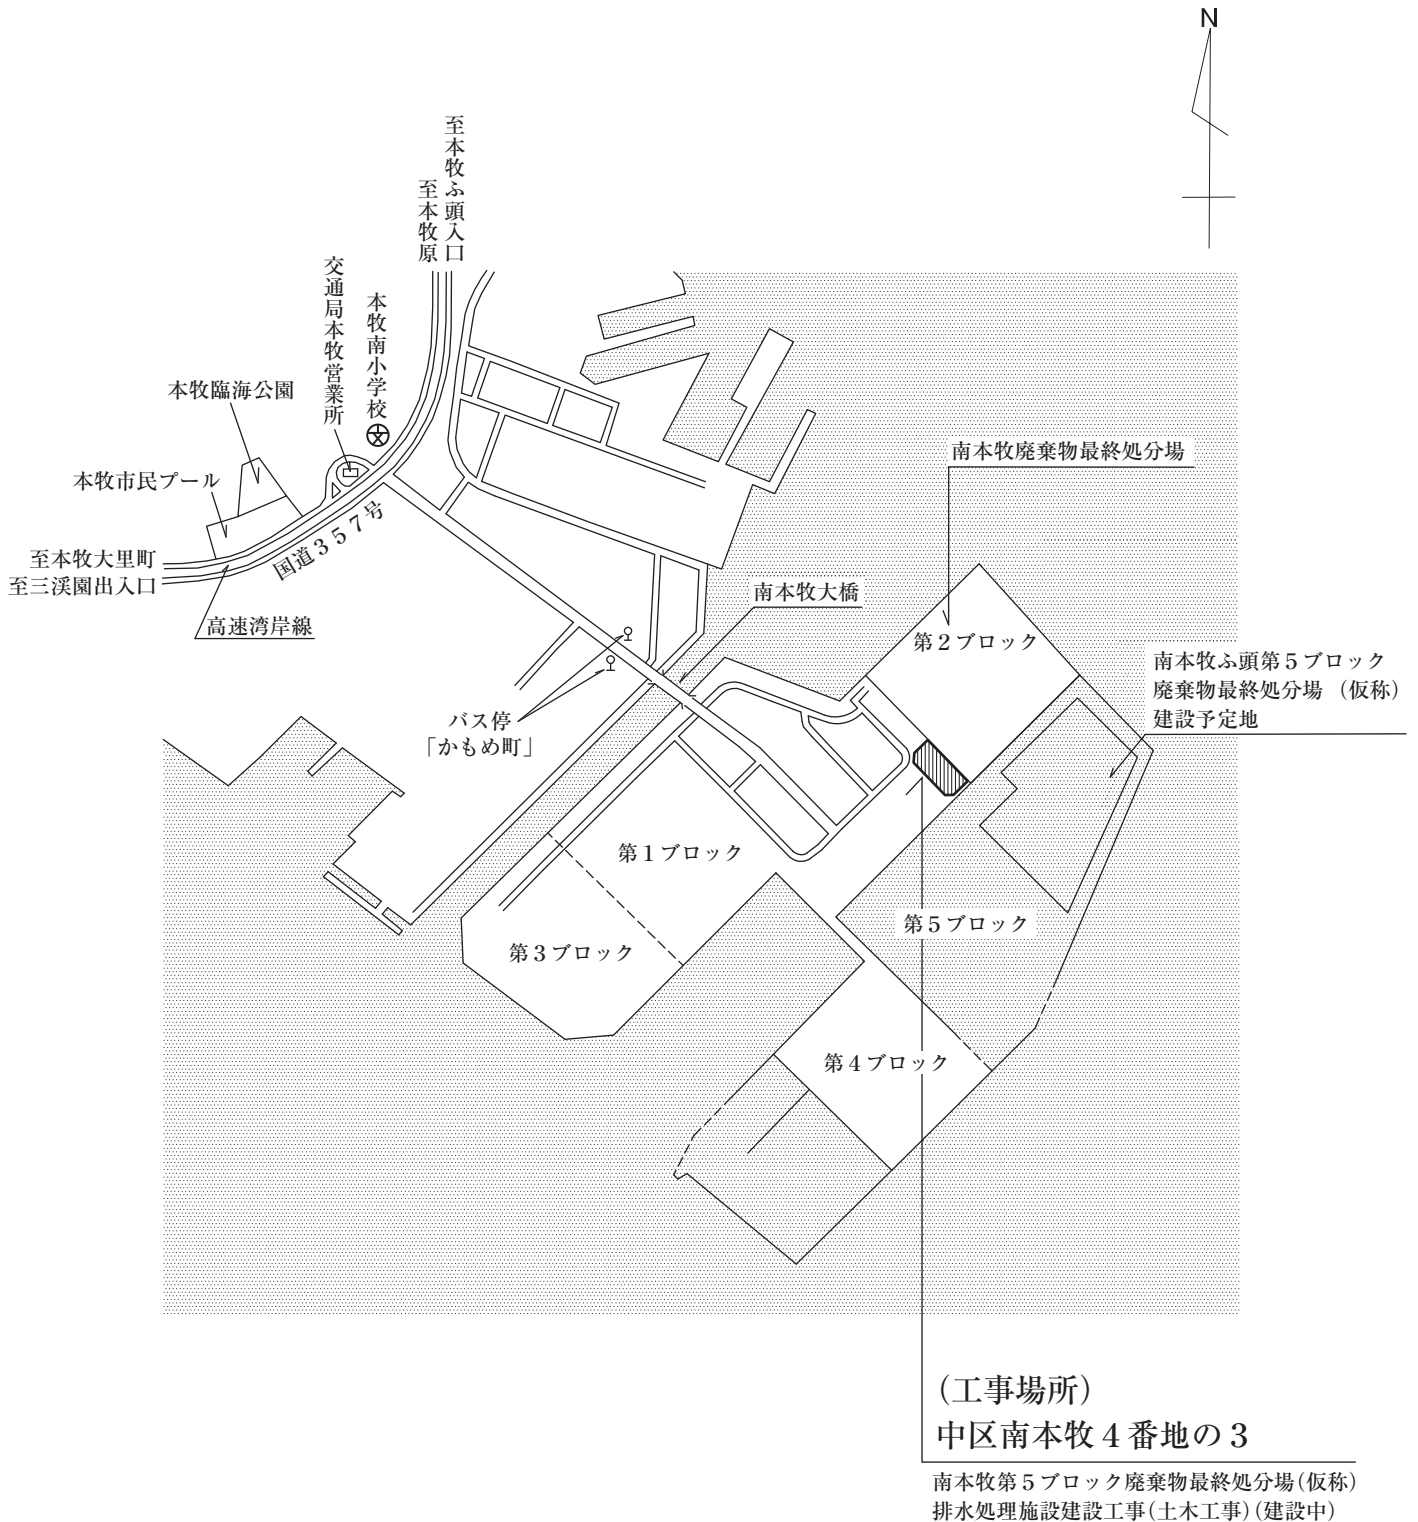 N
至本牧ふ頭入口
至本牧原
交通局本牧営業所
本牧南小学校
本牧臨海公園
本牧市民プール
至本牧大里町
至三渓園出入口
国道３５７号
高速湾岸線
南本牧廃棄物最終処分場
南本牧大橋
第２ブロック
南本牧ふ頭第５ブロック
廃棄物最終処分場（仮称）
建設予定地
バス停
「かもめ町」
第１ブロック
第３ブロック
第５ブロック
第４ブロック
（工事場所）
中区南本牧４番地の３
南本牧第５ブロック廃棄物最終処分場(仮称)
排水処理施設建設工事(土木工事)(建設中)